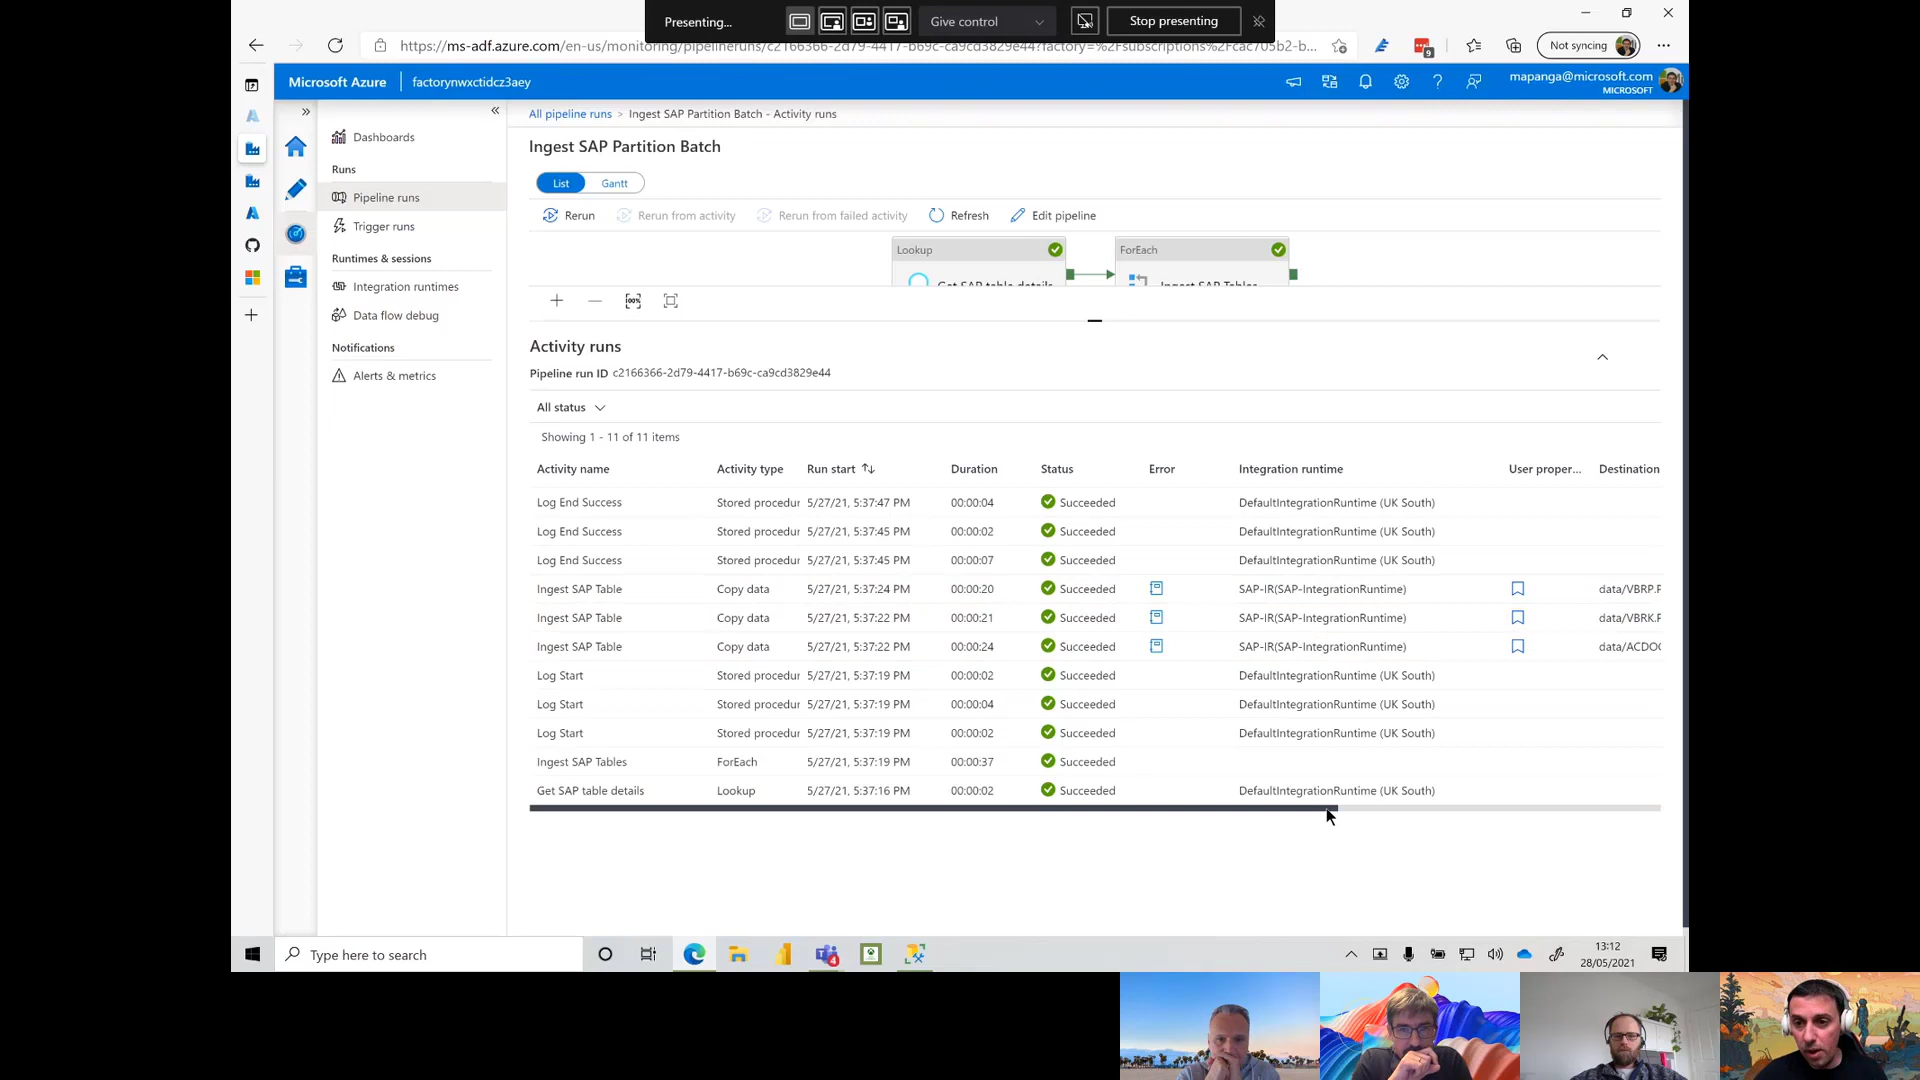 Presenting...
Give control
Stop presenting
https://ms-adf.azure.com/en-us/monitoring/pipelineruns/c2166366-2d79-4417-b69c-ca9cd3829e44?factory=%2Fsubscriptions%2Fcac705b2-b...
9
Not syncing
Microsoft Azure
factorynwxctidcz3aey
mapanga@microsoft.com
MICROSOFT
Dashboards
Runs
Pipeline runs
Trigger runs
Runtimes & sessions
Integration runtimes
Data flow debug
Notifications
Alerts & metrics
All pipeline runs > Ingest SAP Partition Batch - Activity runs
Ingest SAP Partition Batch
List Gantt
Rerun Rerun from activity Rerun from failed activity Refresh Edit pipeline
Lookup
Get SAP table details
ForEach
Ingest SAP Tables
100%
Activity runs
Pipeline run ID c2166366-2d79-4417-b69c-ca9cd3829e44
All status
Showing 1 - 11 of 11 items
Activity name Activity type Run start Duration Status Error Integration runtime User proper... Destination
Log End Success Stored procedur 5/27/21, 5:37:47 PM 00:00:04 Succeeded DefaultIntegrationRuntime (UK South)
Log End Success Stored procedur 5/27/21, 5:37:45 PM 00:00:02 Succeeded DefaultIntegrationRuntime (UK South)
Log End Success Stored procedur 5/27/21, 5:37:45 PM 00:00:07 Succeeded DefaultIntegrationRuntime (UK South)
Ingest SAP Table Copy data 5/27/21, 5:37:24 PM 00:00:20 Succeeded SAP-IR(SAP-IntegrationRuntime) data/VBRP.P
Ingest SAP Table Copy data 5/27/21, 5:37:22 PM 00:00:21 Succeeded SAP-IR(SAP-IntegrationRuntime) data/VBRK.P
Ingest SAP Table Copy data 5/27/21, 5:37:22 PM 00:00:24 Succeeded SAP-IR(SAP-IntegrationRuntime) data/ACDOC
Log Start Stored procedur 5/27/21, 5:37:19 PM 00:00:02 Succeeded DefaultIntegrationRuntime (UK South)
Log Start Stored procedur 5/27/21, 5:37:19 PM 00:00:04 Succeeded DefaultIntegrationRuntime (UK South)
Log Start Stored procedur 5/27/21, 5:37:19 PM 00:00:02 Succeeded DefaultIntegrationRuntime (UK South)
Ingest SAP Tables ForEach 5/27/21, 5:37:19 PM 00:00:37 Succeeded
Get SAP table details Lookup 5/27/21, 5:37:16 PM 00:00:02 Succeeded DefaultIntegrationRuntime (UK South)
Type here to search
4
13:12
28/05/2021